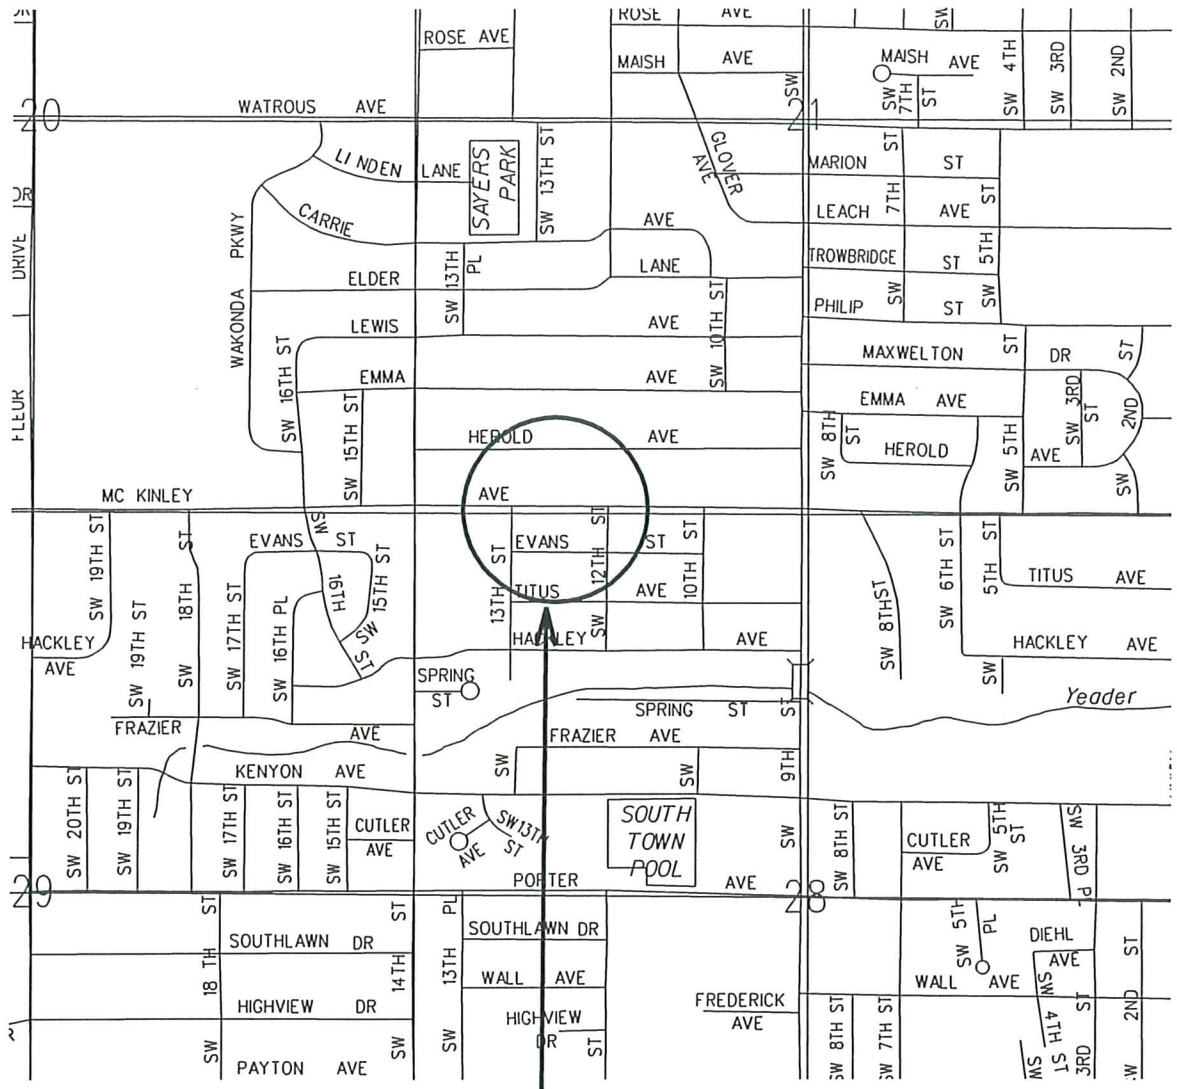 ROSE AVE
SW
DR
ROSE AVE
MAISH AVE
MAISH AVE
SW 7TH ST
SW 4TH
SW 3RD
SW 2ND
SW
20
WATROUS AVE
21
LINDEN LANE
SAYERS PARK
SW 13TH ST
GLOVER AVE
MARION ST
ST
DR
CARRIE AVE
7TH
LEACH AVE
ST
WAKONDA PKWY
DRIVE
ELDER LANE
SW 13TH PL
TROWBRIDGE ST
5TH
SW
SW
PHILIP ST
LEWIS AVE
SW 10TH ST
MAXWELTON DR
ST
ST
EMMA AVE
SW 16TH ST
SW 15TH ST
EMMA AVE
SW 3RD ST
2ND
FLEUR
HEROLD AVE
SW 8TH ST
HEROLD AVE
SW 5TH
SW
MC KINLEY AVE
SW 19TH ST
SW 18TH ST
EVANS ST
SW 16TH ST
SW 15TH ST
EVANS ST
13TH ST
SW 12TH ST
10TH ST
TITUS AVE
SW 8TH ST
SW 6TH ST
5TH ST
SW
TITUS AVE
HACKLEY AVE
SW 19TH ST
SW 17TH ST
SW 16TH PL
HACKLEY AVE
HACKLEY AVE
SPRING ST
SPRING ST
Yeader
FRAZIER AVE
FRAZIER AVE
SW
SW
SW 9TH ST
KENYON AVE
SW 20TH ST
SW 19TH ST
SW 17TH ST
SW 16TH ST
SW 15TH ST
CUTLER AVE
CUTLER AVE
SW 13TH ST
SOUTH TOWN POOL
SW 8TH ST
CUTLER AVE
SW 5TH ST
SW 3RD PL
29
PORTER AVE
28
SW 18 TH ST
SOUTHLAWN DR
SW 14TH ST
SW 13TH PL
SOUTHLAWN DR
SW 5TH PL
DIEHL AVE
WALL AVE
WALL AVE
HIGHVIEW DR
HIGHVIEW DR
ST
FREDERICK AVE
SW 8TH ST
SW 7TH ST
SW 4TH ST
SW
3RD ST
SW 2ND ST
PAYTON AVE